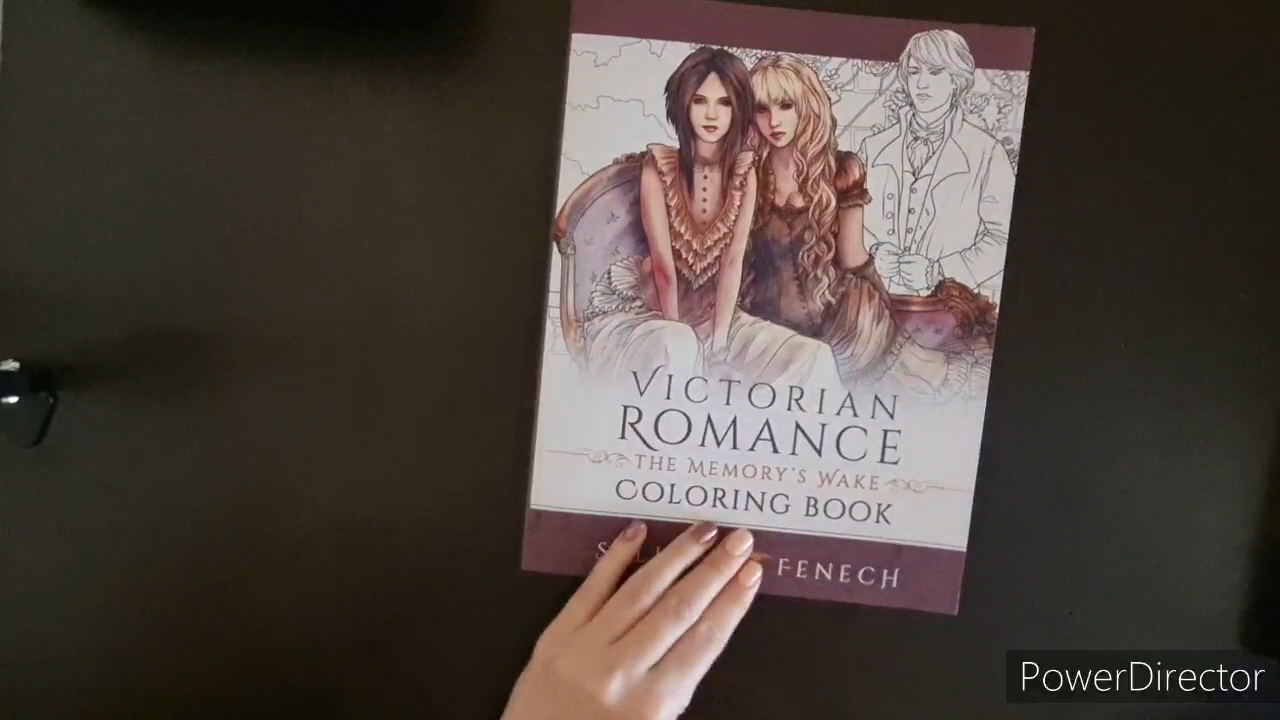 VICTORIAN
ROMANCE
THE MEMORY'S WAKE
COLORING BOOK
FENECH
PowerDirector